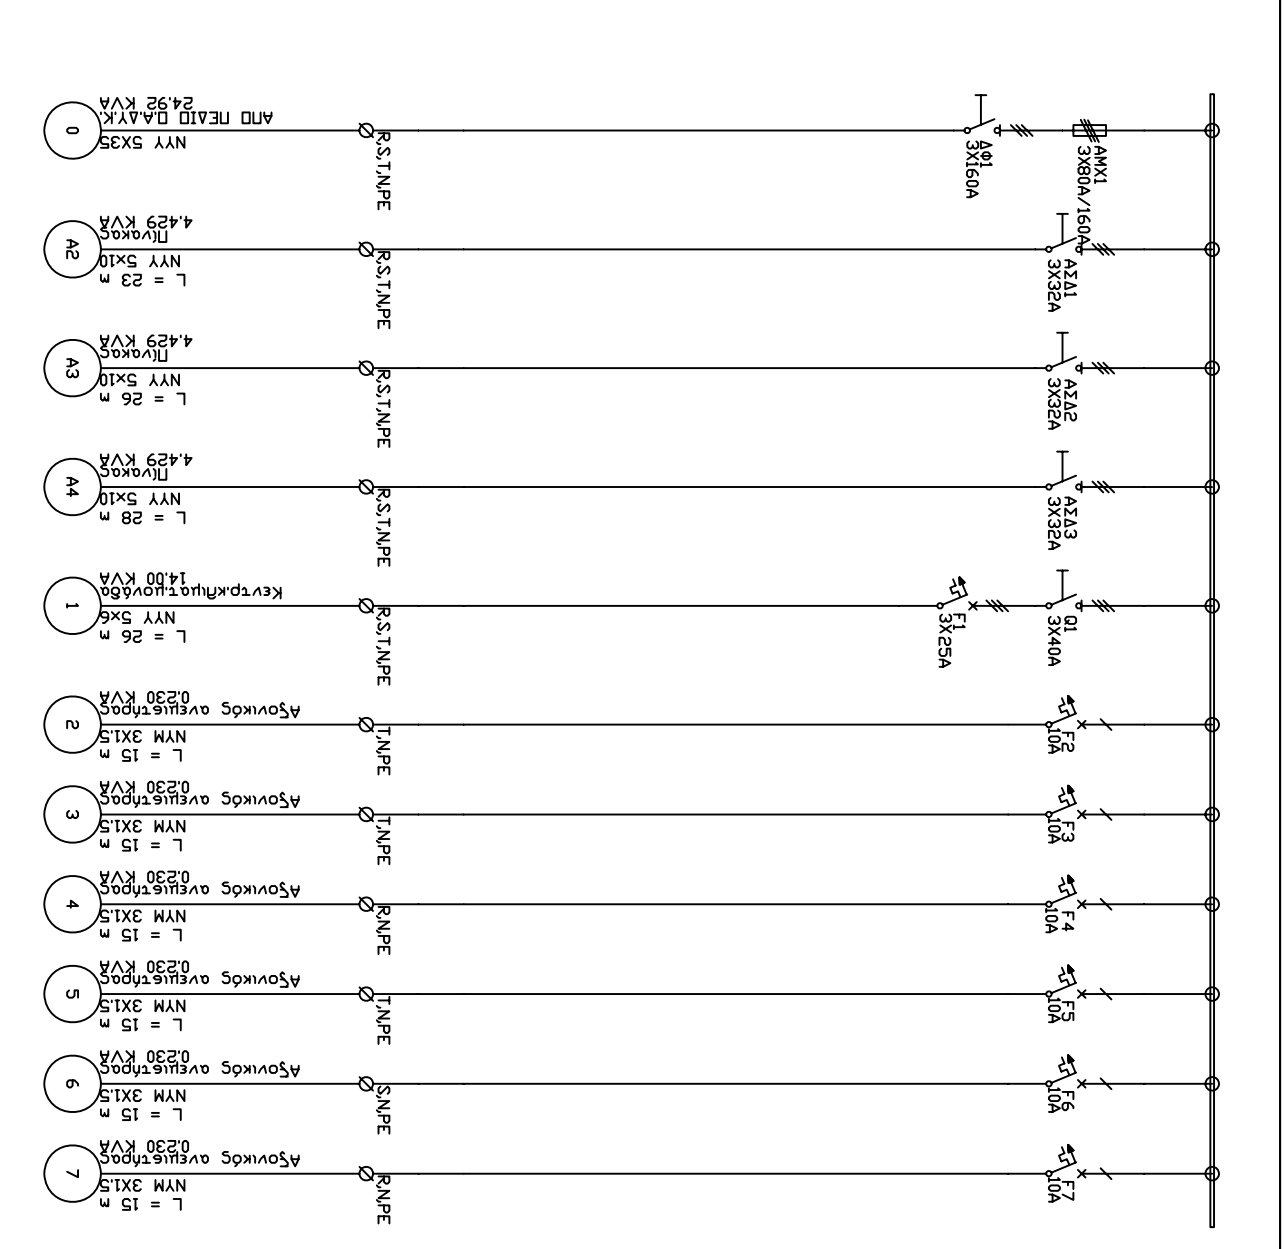 0
24.92 KVA
ΑΠΟ ΠΕΔΙΟ Ο.Α.Δ.Υ.Κ.
NYY 5X35
R,S,T,N,PE
ΔΦ1
3X160A
ΑΜΧ1
3X80A/160A
A2
4.429 KVA
Πίνακας
NYY 5x10
L = 23 m
R,S,T,N,PE
ΑΣΔ1
3X32A
A3
4.429 KVA
Πίνακας
NYY 5x10
L = 26 m
R,S,T,N,PE
ΑΣΔ2
3X32A
A4
4.429 KVA
Πίνακας
NYY 5x10
L = 28 m
R,S,T,N,PE
ΑΣΔ3
3X32A
1
14.00 KVA
Κεντρ.κλιματ.μονάδα
NYY 5x6
L = 26 m
R,S,T,N,PE
F1
3X25A
Q1
3X40A
2
0.230 KVA
Αξονικός ανεμιστήρας
NYM 3X1.5
L = 15 m
T,N,PE
F2
10A
3
0.230 KVA
Αξονικός ανεμιστήρας
NYM 3X1.5
L = 15 m
T,N,PE
F3
10A
4
0.230 KVA
Αξονικός ανεμιστήρας
NYM 3X1.5
L = 15 m
R,N,PE
F4
10A
5
0.230 KVA
Αξονικός ανεμιστήρας
NYM 3X1.5
L = 15 m
T,N,PE
F5
10A
6
0.230 KVA
Αξονικός ανεμιστήρας
NYM 3X1.5
L = 15 m
S,N,PE
F6
10A
7
0.230 KVA
Αξονικός ανεμιστήρας
NYM 3X1.5
L = 15 m
R,N,PE
F7
10A